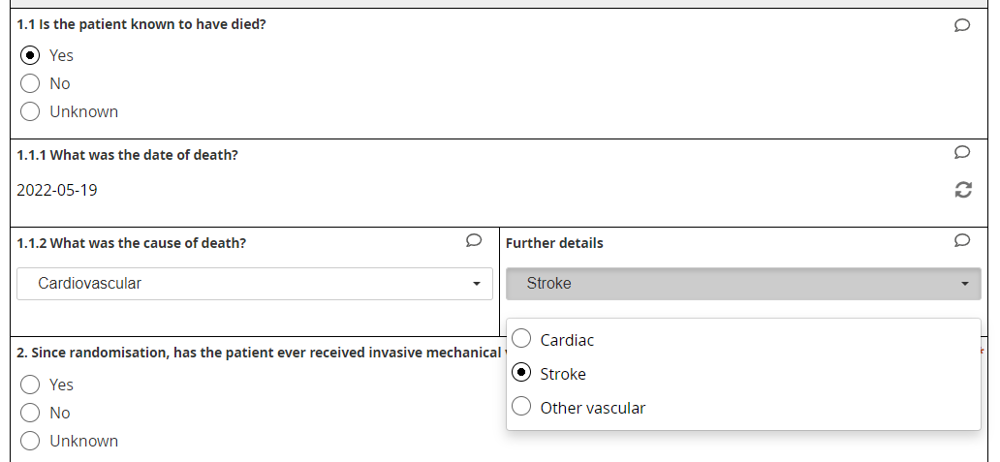 1.1 Is the patient known to have died?
Yes
No
Unknown
1.1.1 What was the date of death?
2022-05-19
1.1.2 What was the cause of death?
Cardiovascular
Further details
Stroke
Cardiac
Stroke
Other vascular
2. Since randomisation, has the patient ever received invasive mechanical
*
Yes
No
Unknown